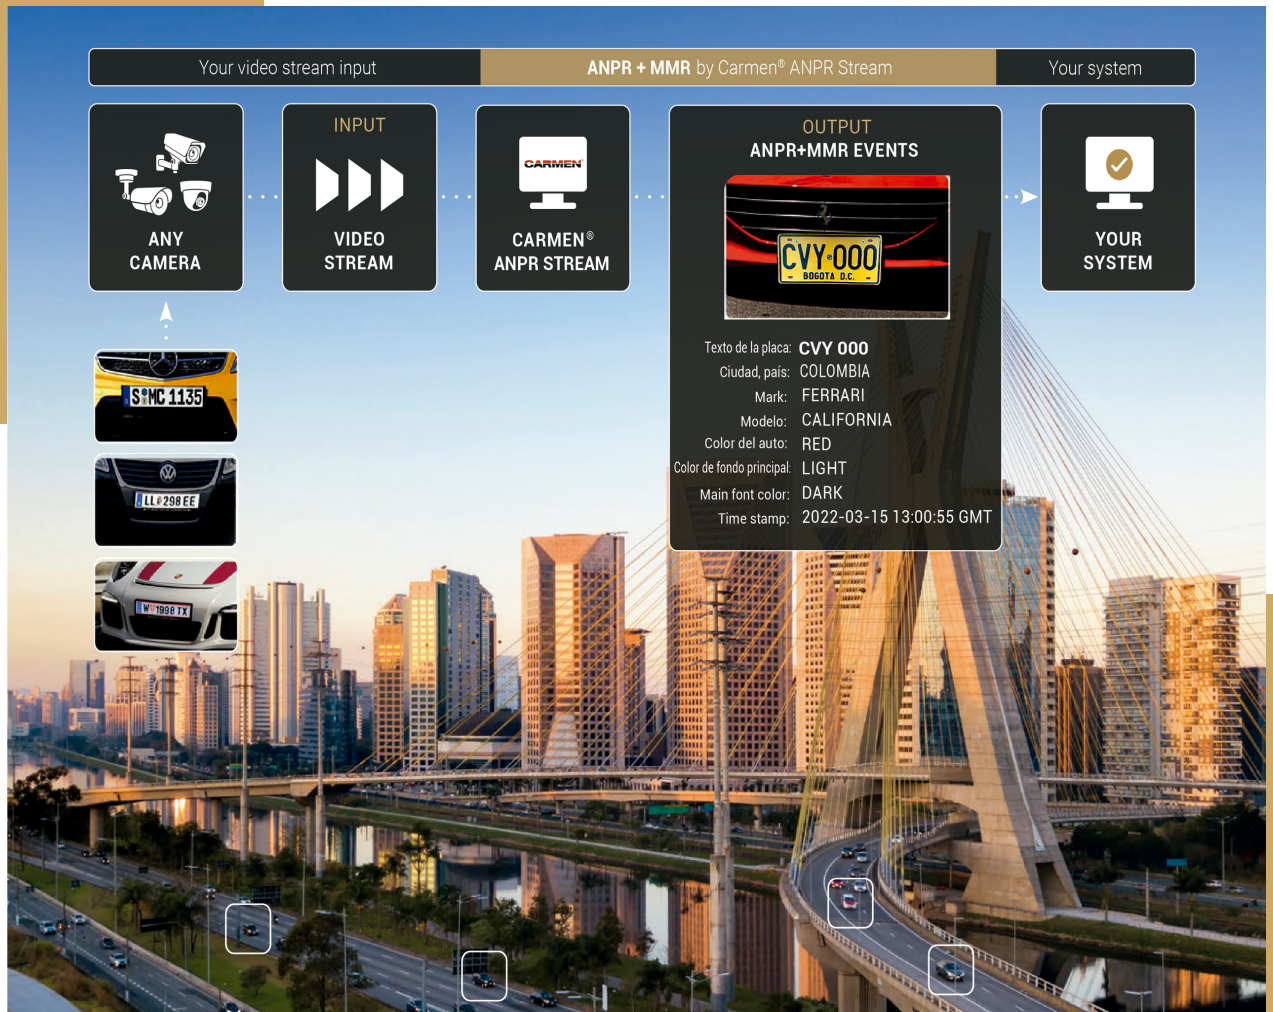 Your video stream input
ANPR + MMR by Carmen® ANPR Stream
Your system
ANY
CAMERA
INPUT
VIDEO
STREAM
CARMEN®
CARMEN®
ANPR STREAM
OUTPUT
ANPR+MMR EVENTS
CVY 000
BOGOTA D.C.
Texto de la placa: CVY 000
Ciudad, país: COLOMBIA
Mark: FERRARI
Modelo: CALIFORNIA
Color del auto: RED
Color de fondo principal: LIGHT
Main font color: DARK
Time stamp: 2022-03-15 13:00:55 GMT
YOUR
SYSTEM
S MC 1135
LL 298 EE
W 1998 TX